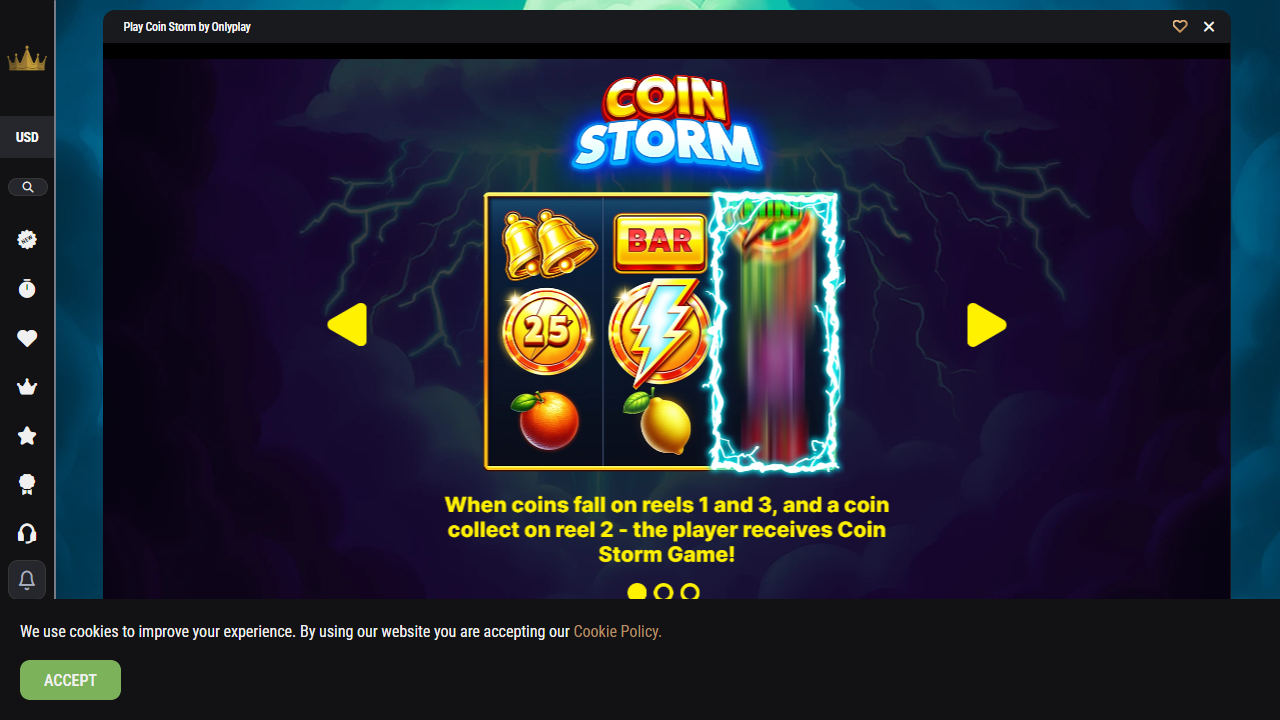 Play Coin Storm by Onlyplay
USD
NEW
COIN
STORM
MINI
BAR
25
When coins fall on reels 1 and 3, and a coin
collect on reel 2 - the player receives Coin
Storm Game!
We use cookies to improve your experience. By using our website you are accepting our Cookie Policy.
ACCEPT